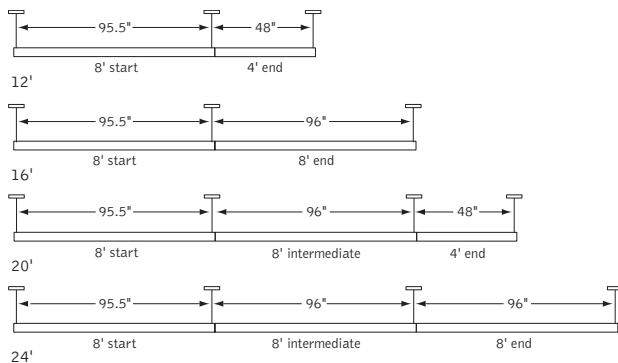 95.5" 48"
8' start 4' end
12'
95.5" 96"
8' start 8' end
16'
95.5" 96" 48"
8' start 8' intermediate 4' end
20'
95.5" 96" 96"
8' start 8' intermediate 8' end
24'